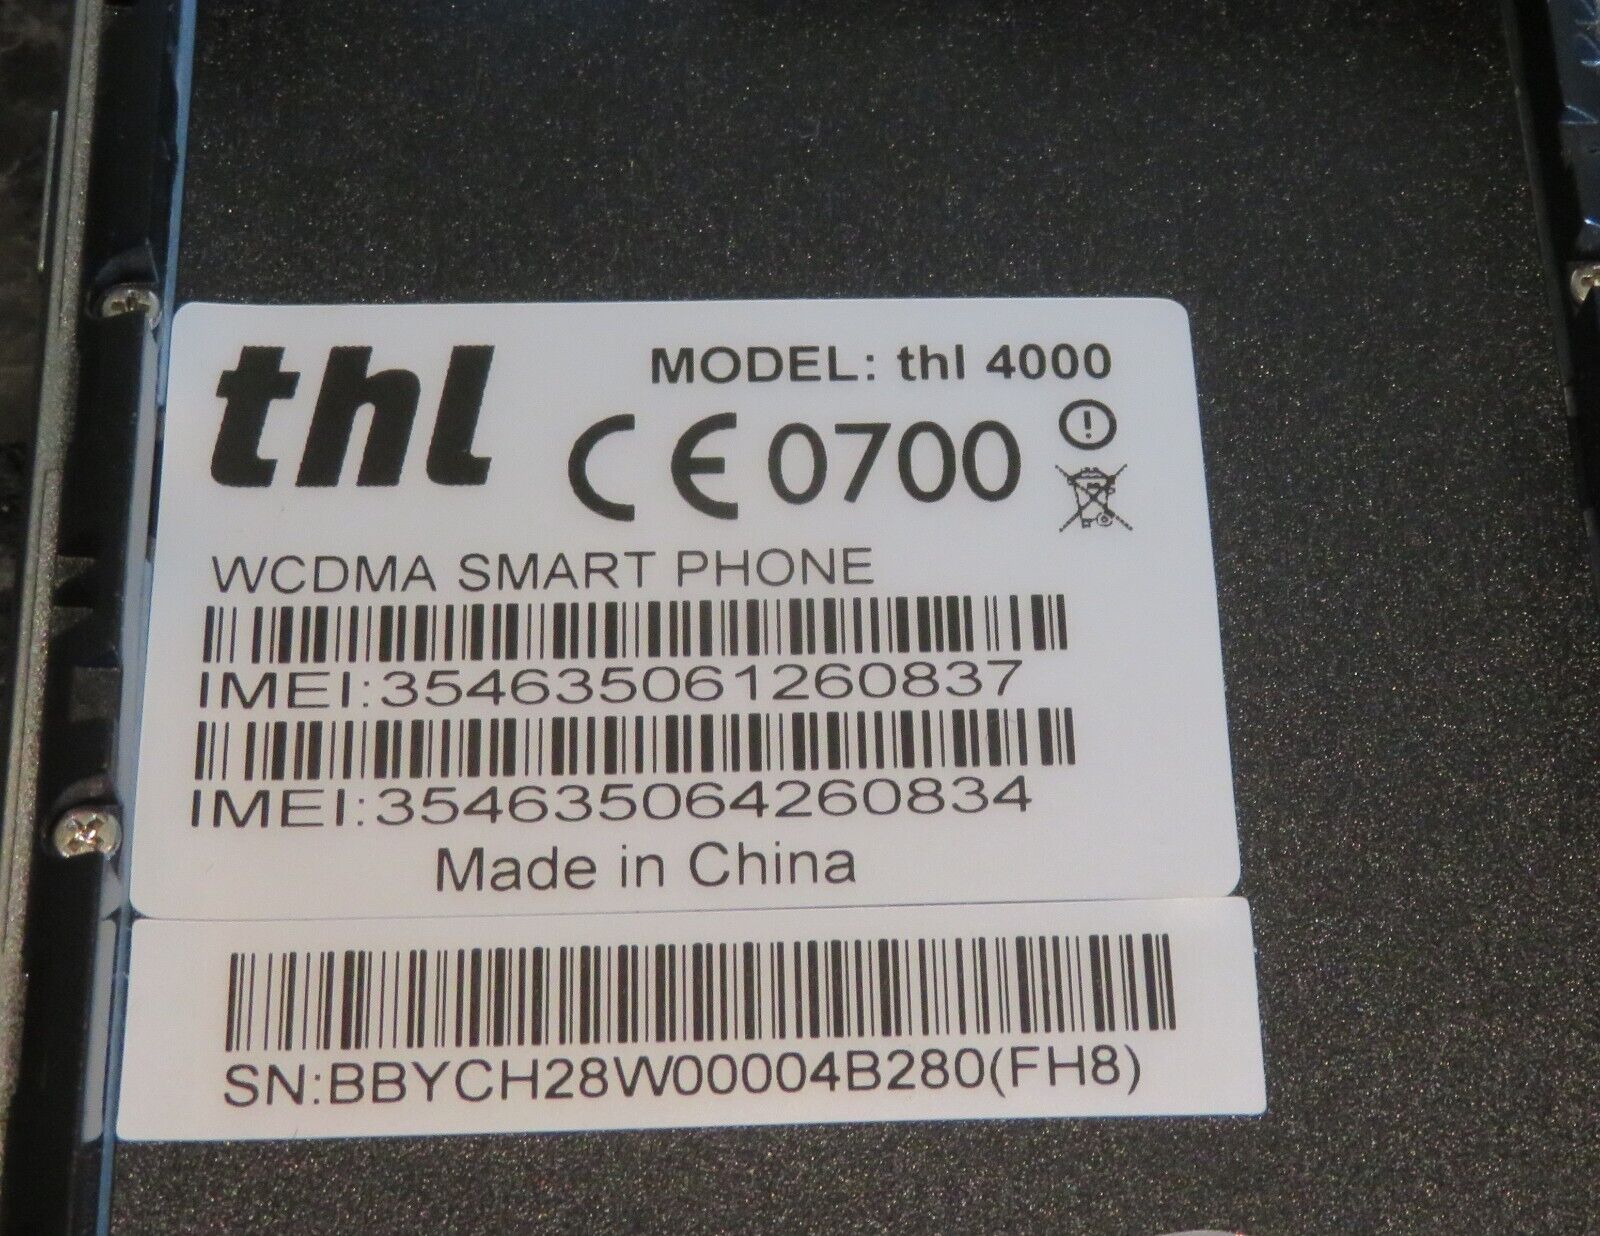 thl
MODEL: thl 4000
CE 0700
WCDMA SMART PHONE
IMEI:354635061260837
IMEI:354635064260834
Made in China
SN:BBYCH28W00004B280(FH8)